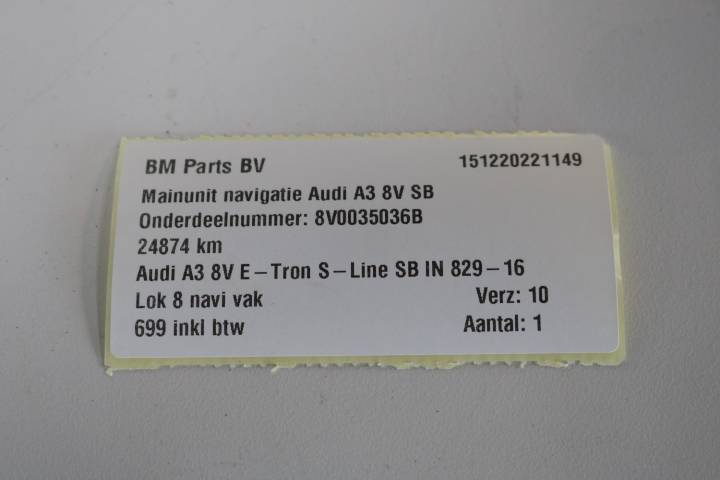 BM Parts BV 151220221149
Mainunit navigatie Audi A3 8V SB
Onderdeelnummer: 8V0035036B
24874 km
Audi A3 8V E-Tron S-Line SB IN 829-16
Lok 8 navi vak Verz: 10
699 inkl btw Aantal: 1